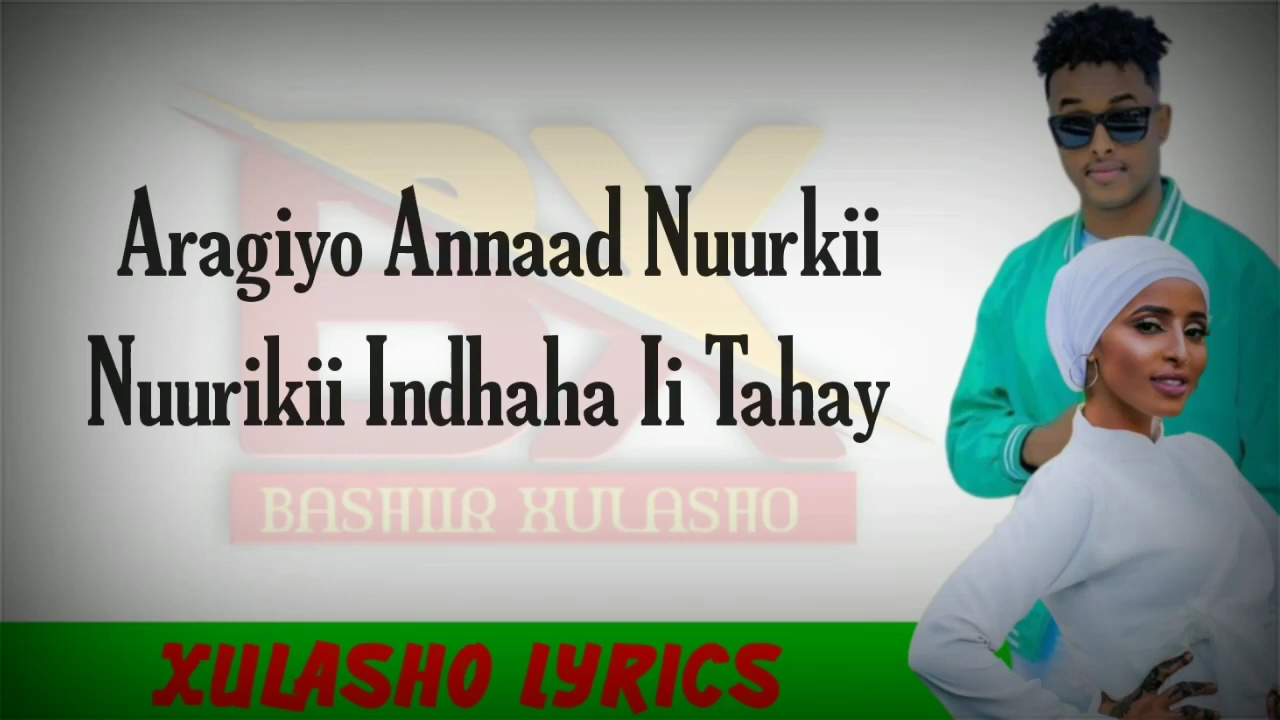 Aragiyo Annaad Nuurkii
Nuurikii Indhaha Ii Tahay
BX
BASHIIR XULASHO
XULASHO LYRICS